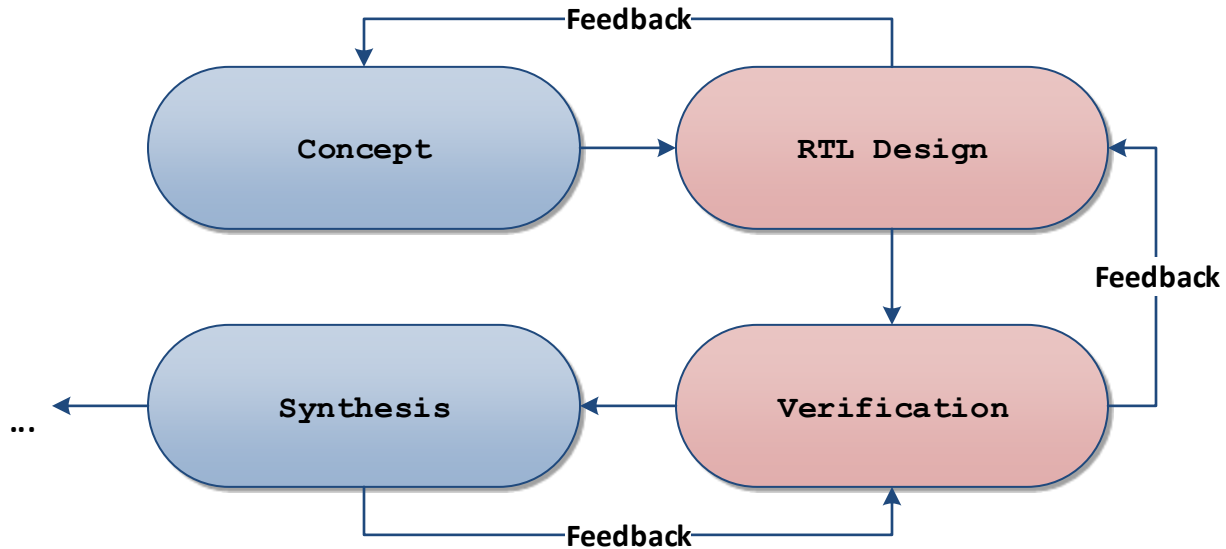 Feedback
Concept
RTL Design
Feedback
Synthesis
Verification
...
Feedback